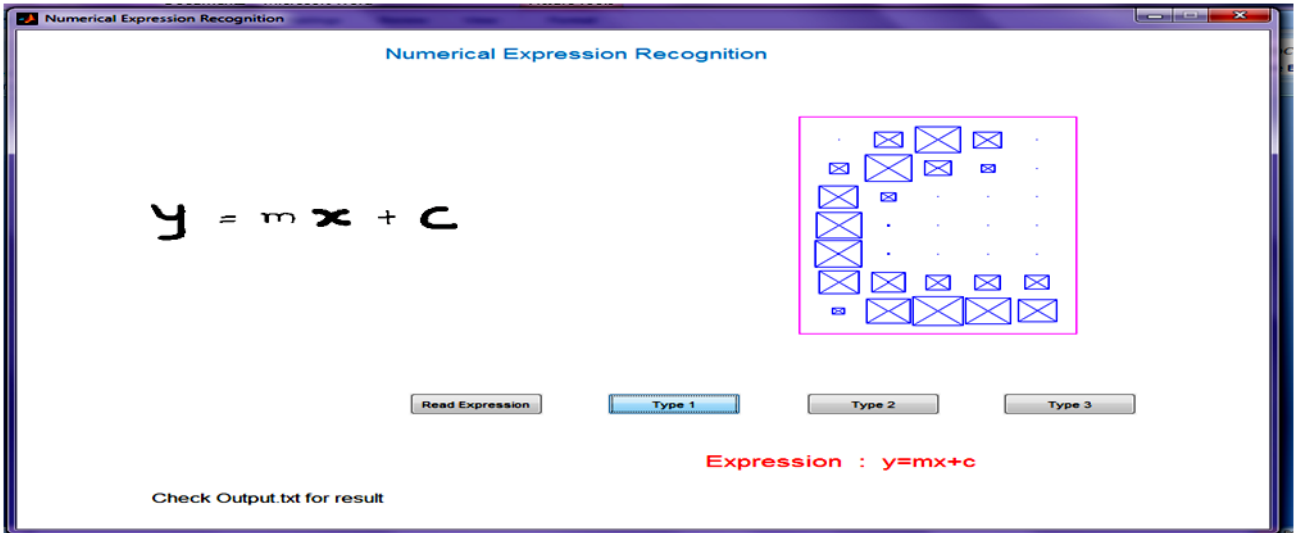 Numerical Expression Recognition
Numerical Expression Recognition
y = m x + c
Read Expression Type 1 Type 2 Type 3
Expression : y=mx+c
Check Output.txt for result